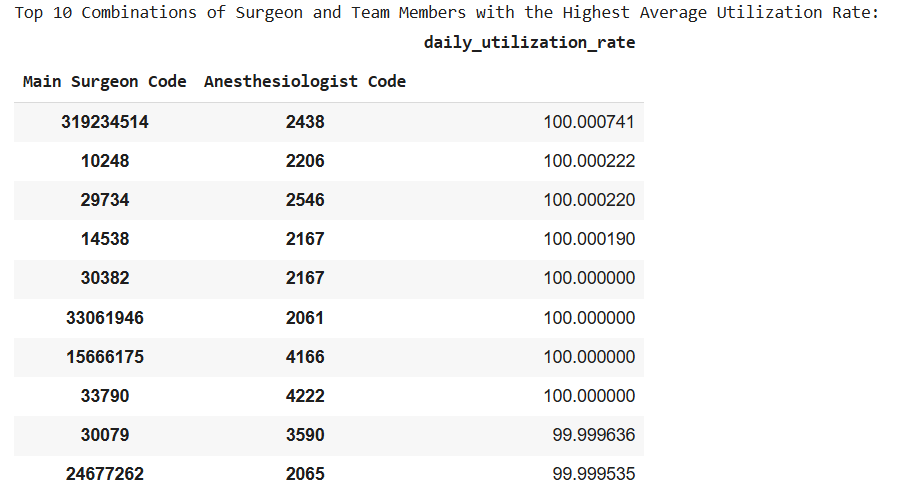 Top 10 Combinations of Surgeon and Team Members with the Highest Average Utilization Rate:
daily_utilization_rate
Main Surgeon Code Anesthesiologist Code
319234514 2438 100.000741
10248 2206 100.000222
29734 2546 100.000220
14538 2167 100.000190
30382 2167 100.000000
33061946 2061 100.000000
15666175 4166 100.000000
33790 4222 100.000000
30079 3590 99.999636
24677262 2065 99.999535